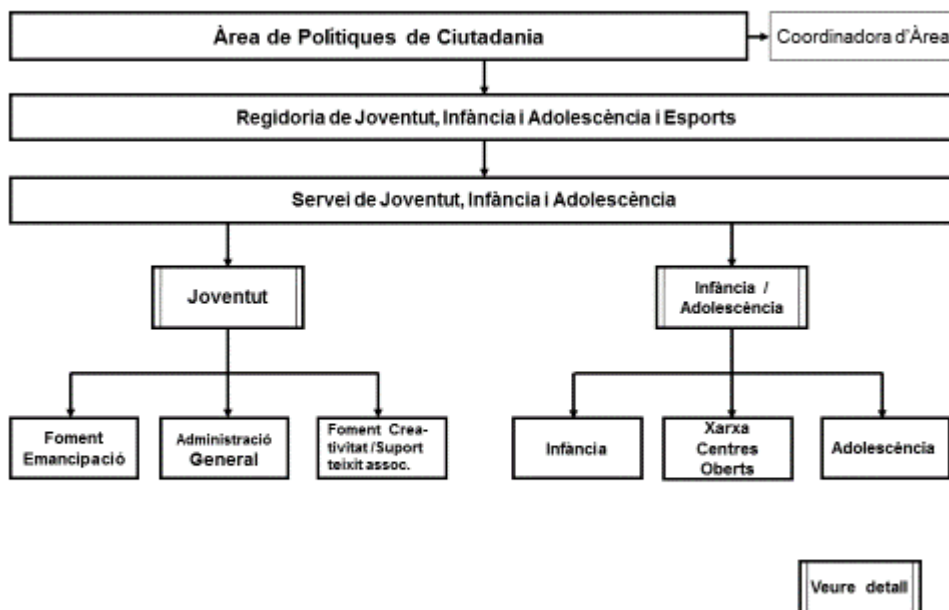 Àrea de Polítiques de Ciutadania
Coordinadora d'Àrea
Regidoria de Joventut, Infància i Adolescència i Esports
Servei de Joventut, Infància i Adolescència
Joventut
Infància /
Adolescència
Foment
Emancipació
Administració
General
Foment Crea-
tivitat /Suport
teixit assoc.
Infància
Xarxa
Centres
Oberts
Adolescència
Veure detall